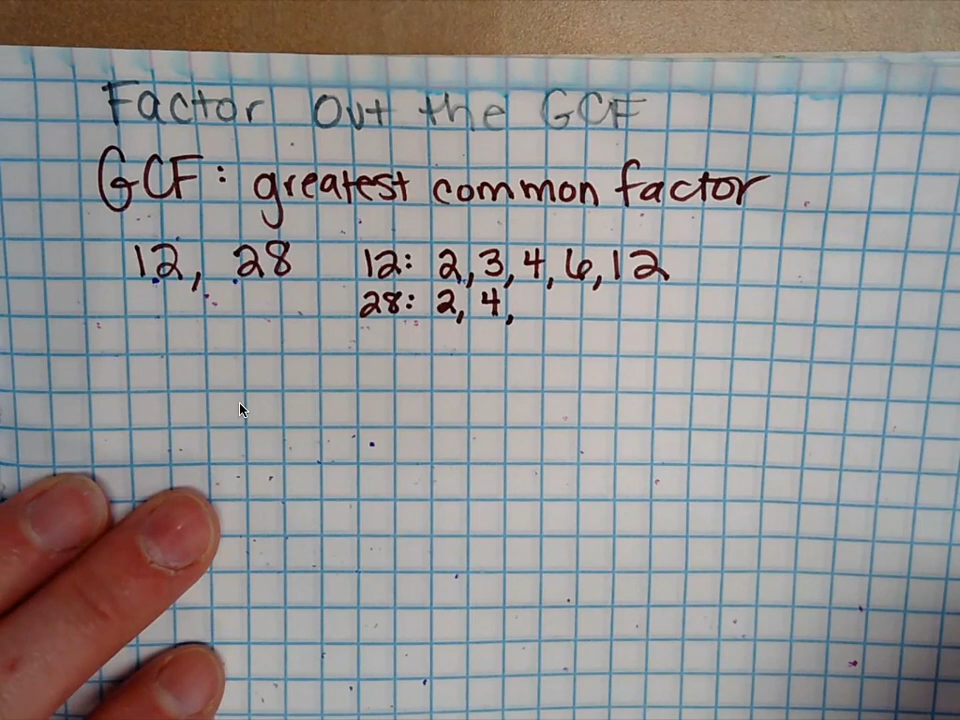 Factor Out the GCF
GCF: greatest common factor
12, 28 12: 2,3,4,6,12
28: 2, 4,